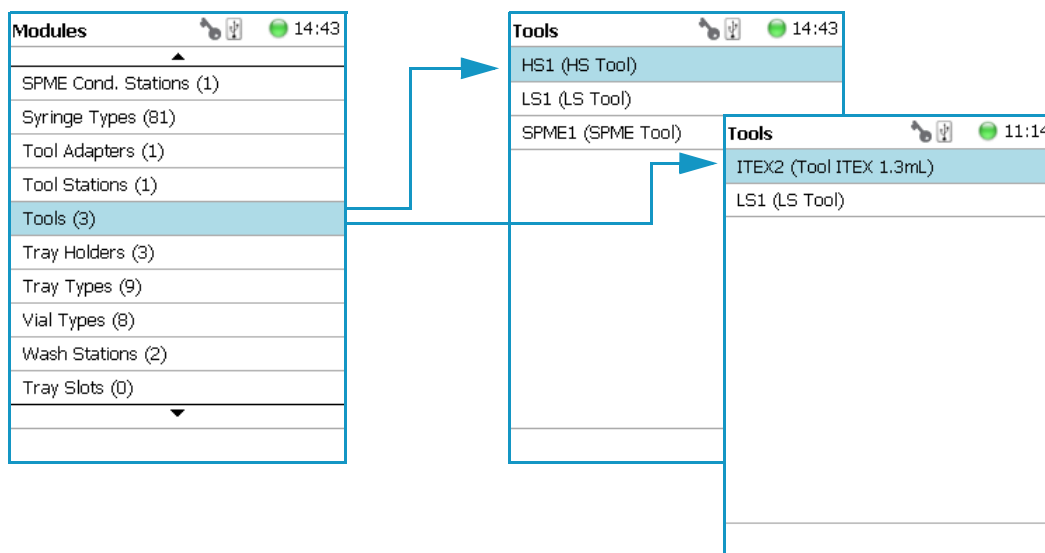 Modules
14:43
SPME Cond. Stations (1)
Syringe Types (81)
Tool Adapters (1)
Tool Stations (1)
Tools (3)
Tray Holders (3)
Tray Types (9)
Vial Types (8)
Wash Stations (2)
Tray Slots (0)
Tools
14:43
HS1 (HS Tool)
LS1 (LS Tool)
SPME1 (SPME Tool)
Tools
11:14
ITEX2 (Tool ITEX 1.3mL)
LS1 (LS Tool)